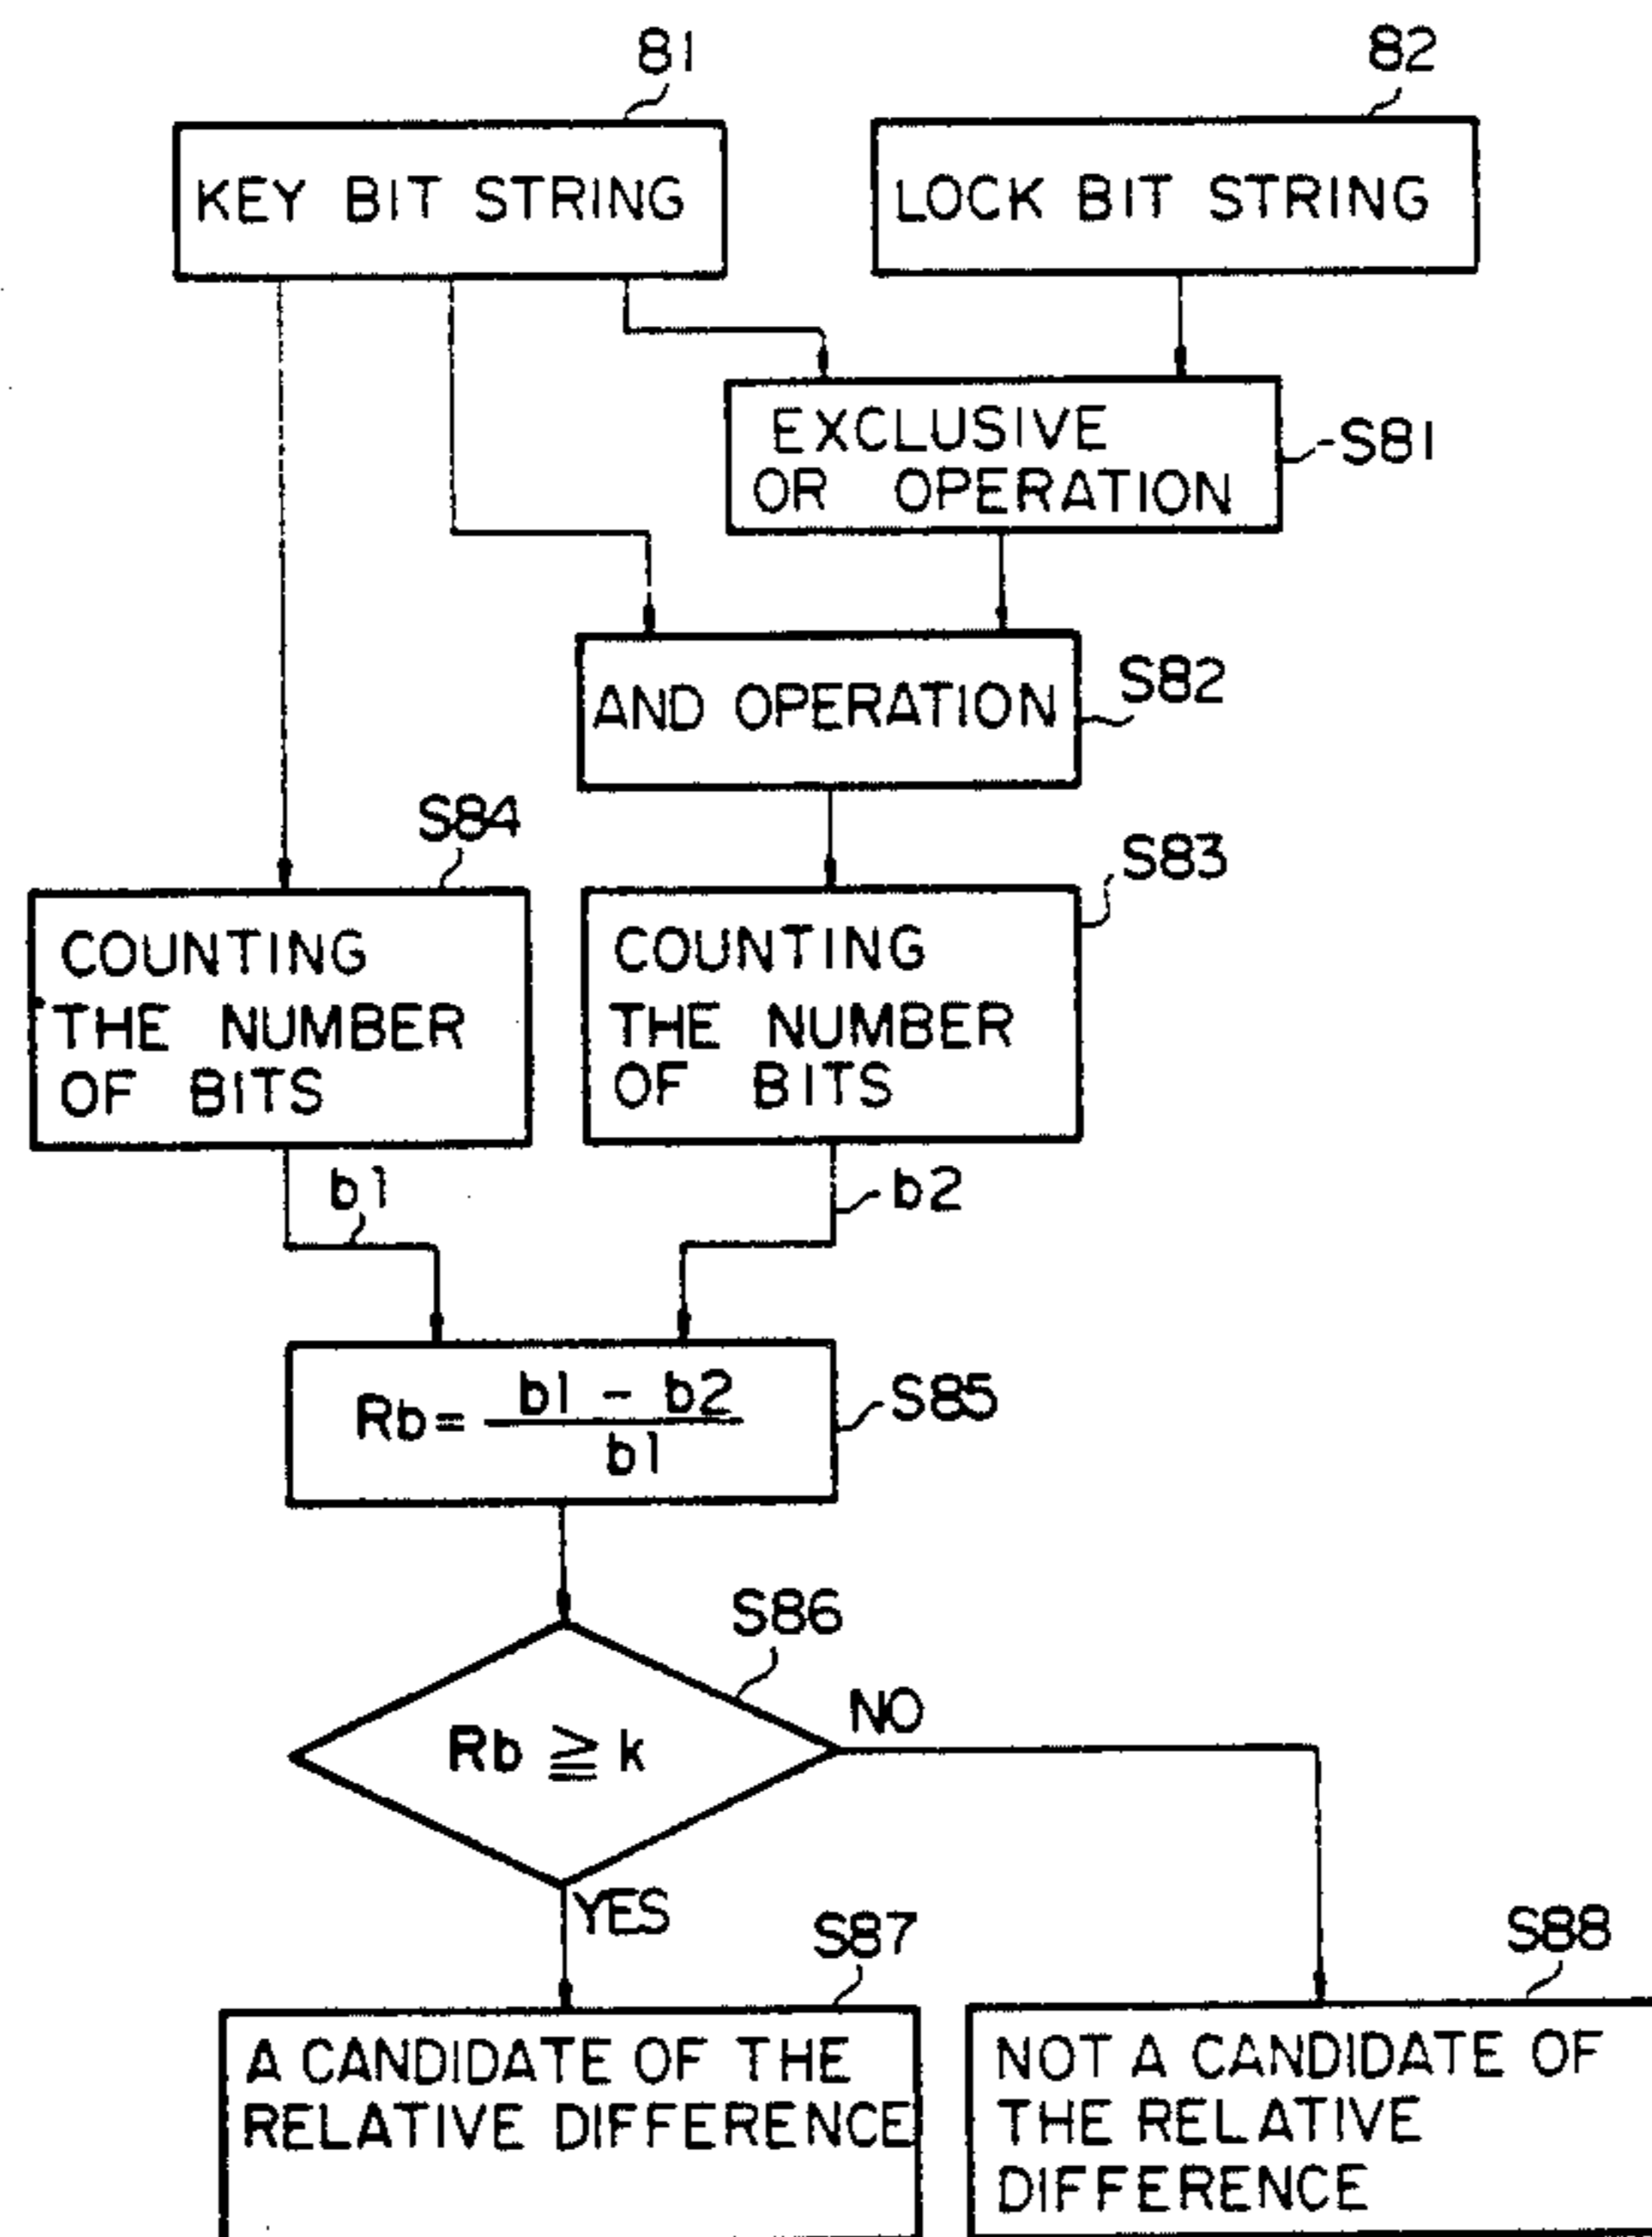 81
82
KEY BIT STRING
LOCK BIT STRING
EXCLUSIVE
OR OPERATION
S81
AND OPERATION
S82
S84
S83
COUNTING
THE NUMBER
OF BITS
COUNTING
THE NUMBER
OF BITS
b1
b2
Rb = b1 - b2 / b1
S85
S86
Rb ≧ k
NO
YES
S87
S88
A CANDIDATE OF THE
RELATIVE DIFFERENCE
NOT A CANDIDATE OF
THE RELATIVE
DIFFERENCE